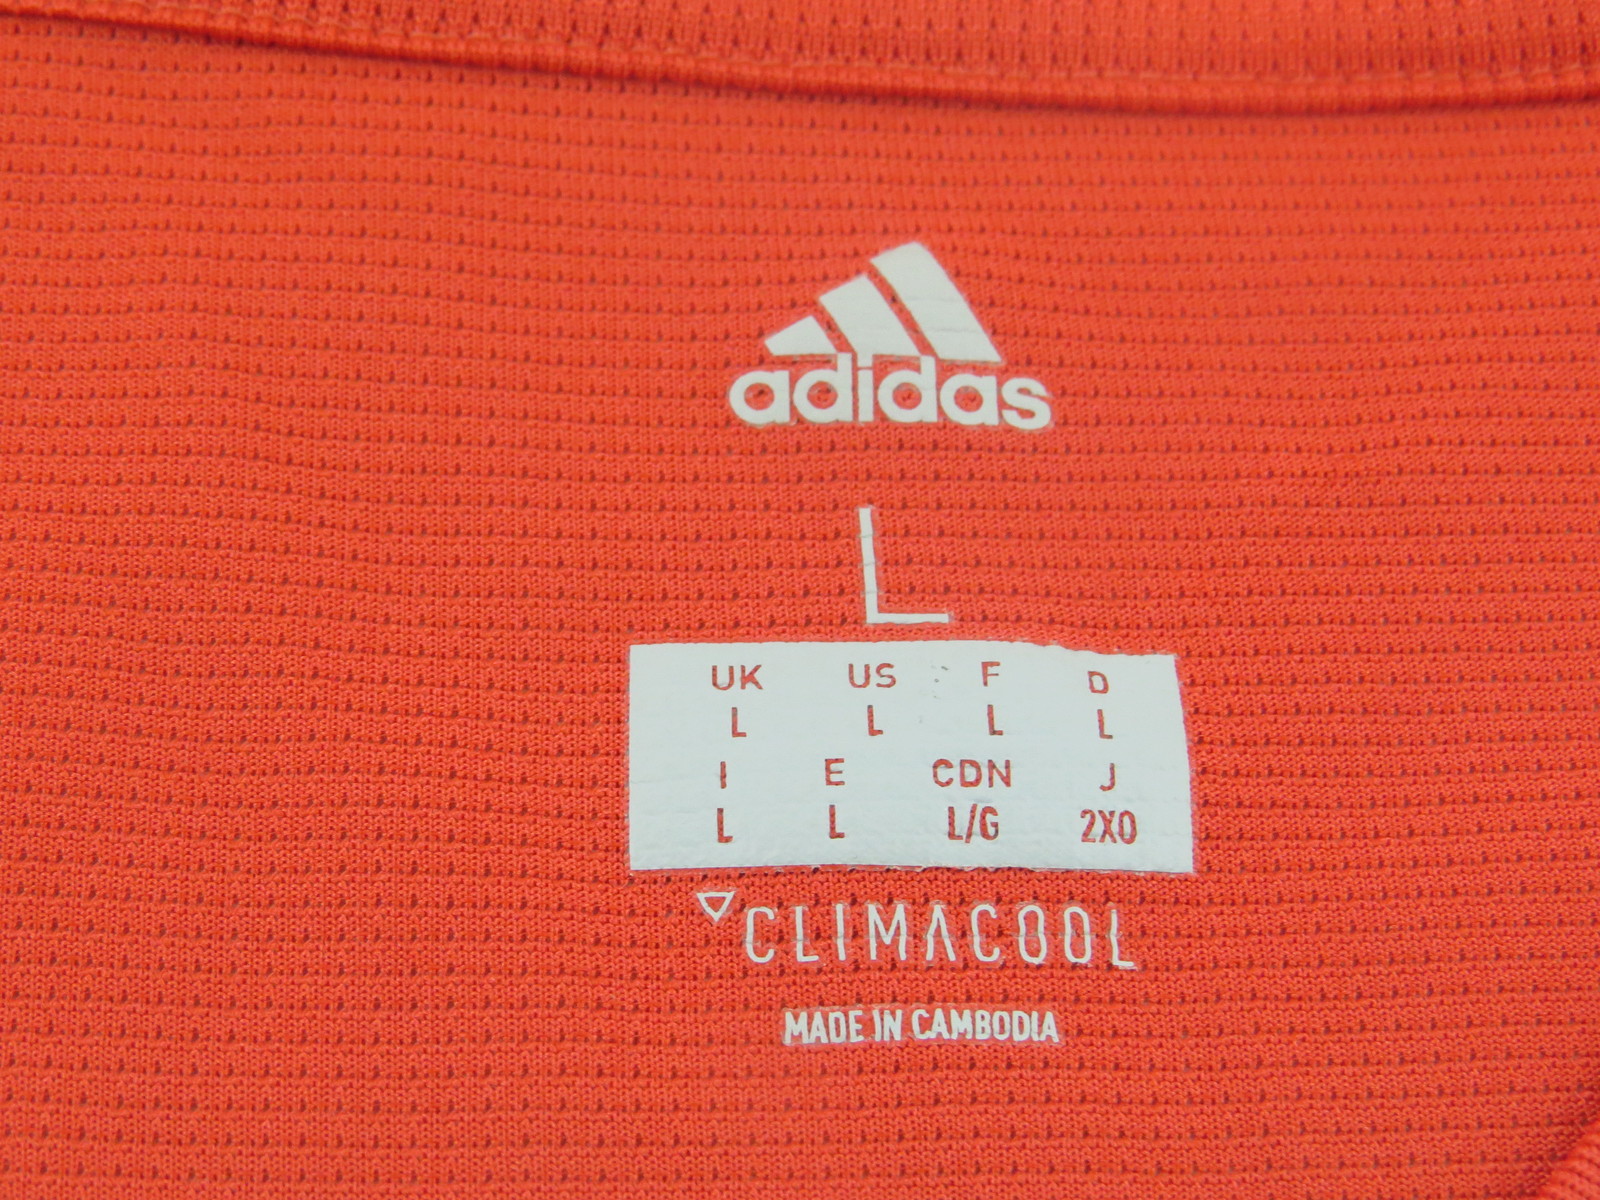 adidas
L
UK US F D
L L L L
I E CDN J
L L L/G 2XO
CLIMACOOL
MADE IN CAMBODIA